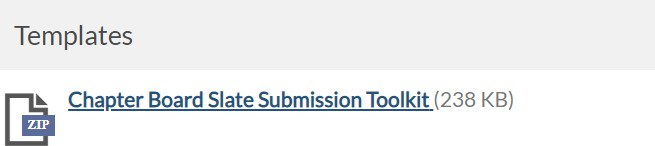 Templates
Chapter Board Slate Submission Toolkit (238 KB)
ZIP